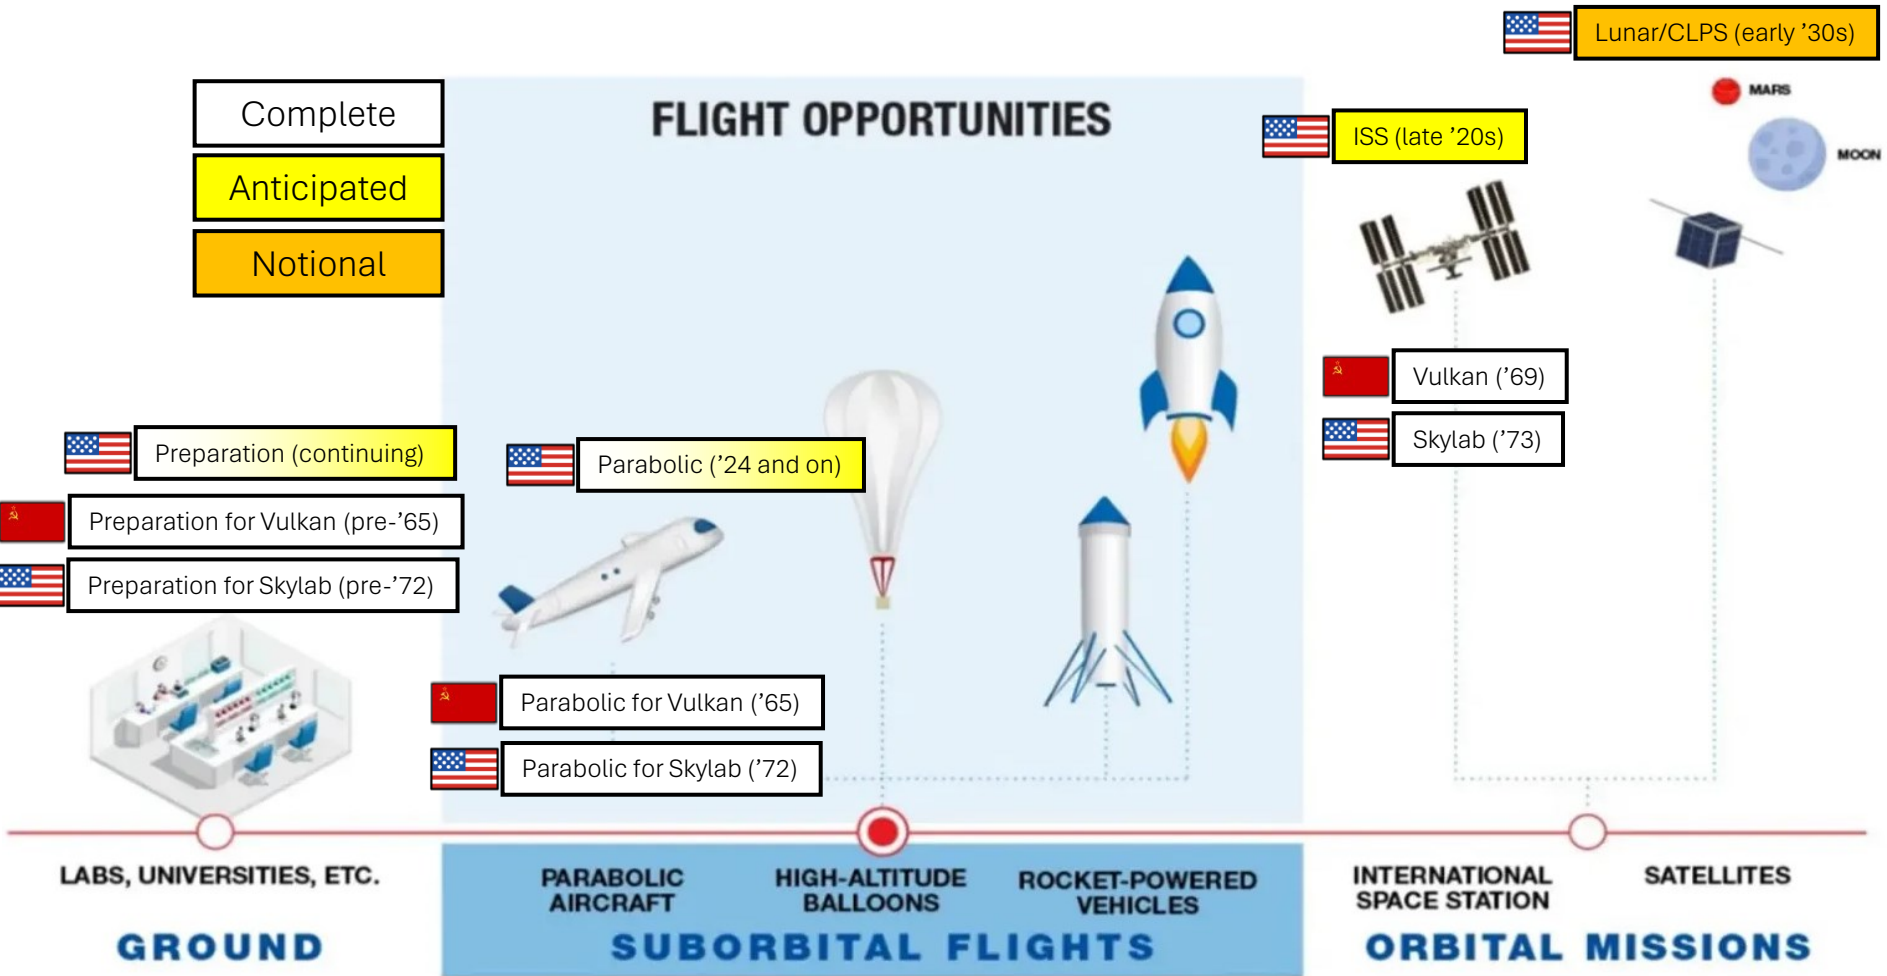 Lunar/CLPS (early ’30s)
Complete
Anticipated
Notional
FLIGHT OPPORTUNITIES
ISS (late ’20s)
MARS
MOON
Vulkan (’69)
Skylab (’73)
Preparation (continuing)
Preparation for Vulkan (pre-’65)
Preparation for Skylab (pre-’72)
Parabolic (’24 and on)
Parabolic for Vulkan (’65)
Parabolic for Skylab (’72)
LABS, UNIVERSITIES, ETC.
GROUND
PARABOLIC
AIRCRAFT
HIGH-ALTITUDE
BALLOONS
ROCKET-POWERED
VEHICLES
SUBORBITAL FLIGHTS
INTERNATIONAL
SPACE STATION
SATELLITES
ORBITAL MISSIONS